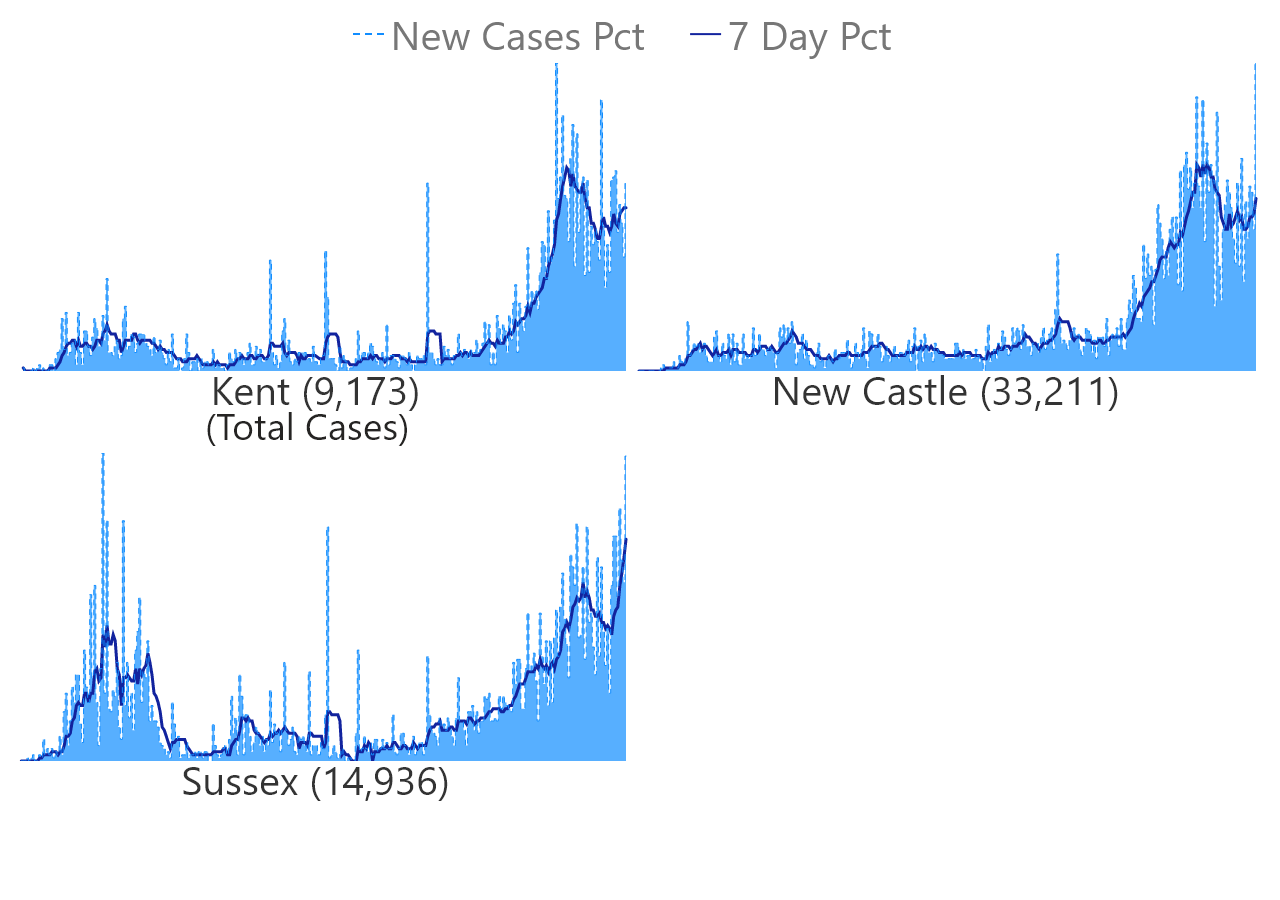 New Cases Pct 7 Day Pct
Kent (9,173)
(Total Cases)
New Castle (33,211)
Sussex (14,936)